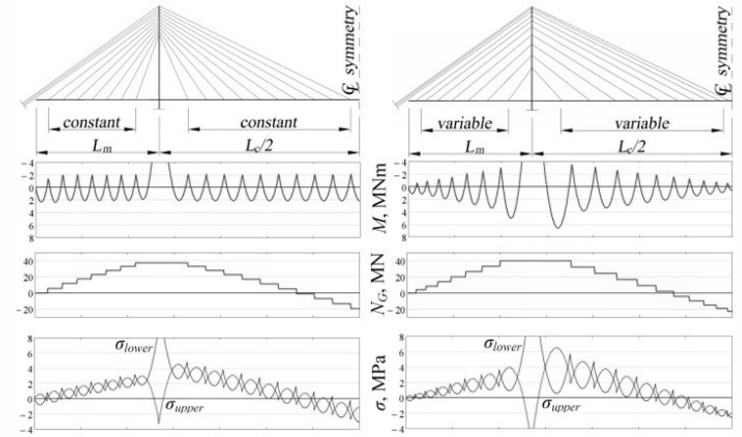 ℄ symmetry
℄ symmetry
constant
constant
variable
variable
Lm
Lc/2
Lm
Lc/2
-4
-2
0
2
4
6
8
M, MNm
-4
-2
0
2
4
6
8
40
20
0
-20
NG, MN
40
20
0
-20
8
6
4
2
0
-2
-4
σlower
σupper
σ, MPa
8
6
4
2
0
-2
-4
σlower
σupper